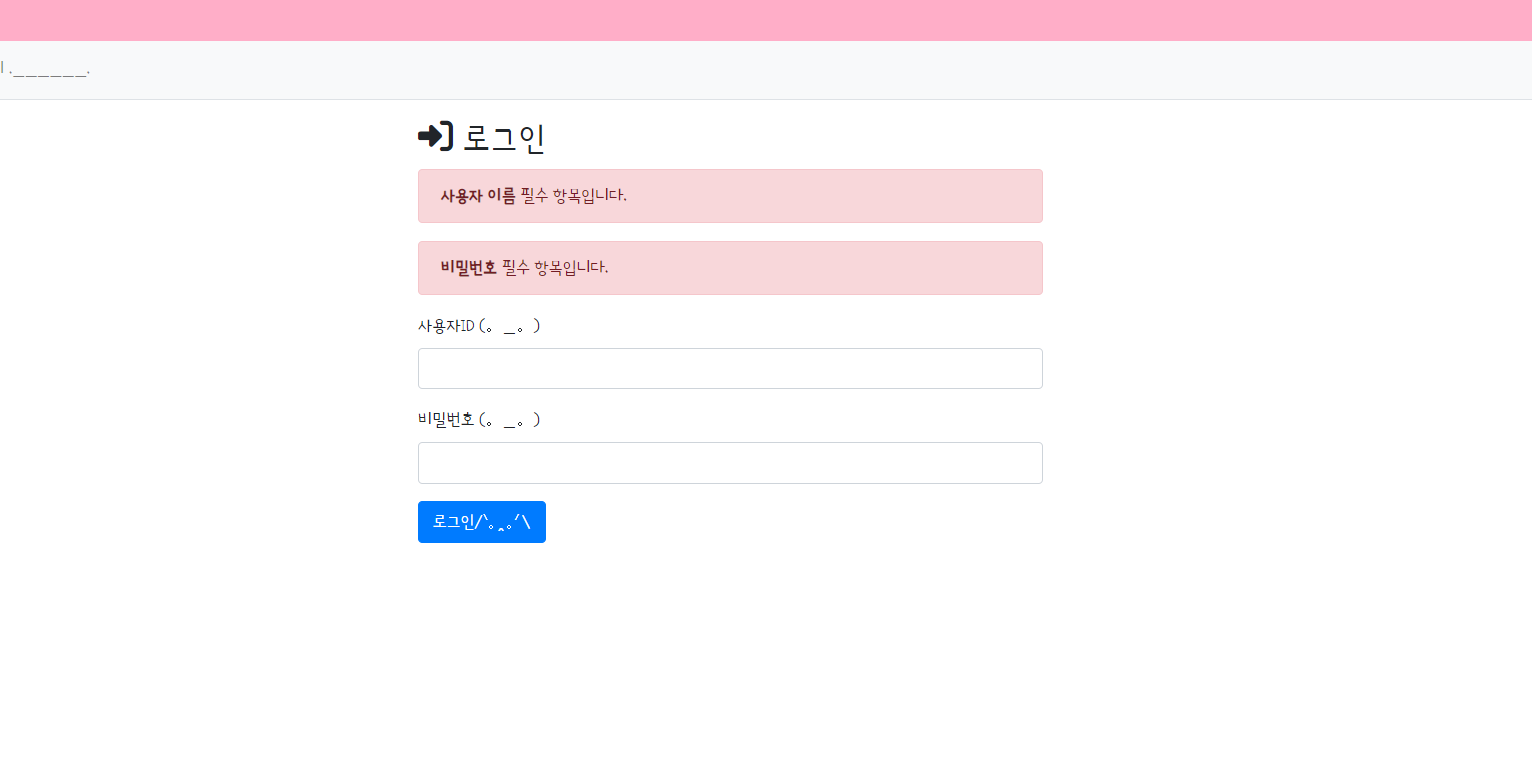 ._______.
로그인
사용자 이름 필수 항목입니다.
비밀번호 필수 항목입니다.
사용자ID (。_。)
비밀번호 (。_。)
로그인/`｡‸｡′\